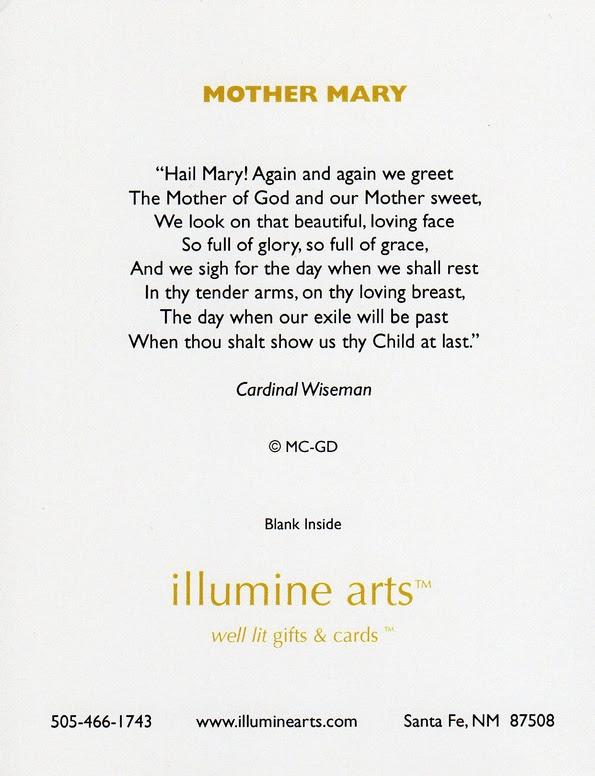 MOTHER MARY
“Hail Mary! Again and again we greet
The Mother of God and our Mother sweet,
We look on that beautiful, loving face
So full of glory, so full of grace,
And we sigh for the day when we shall rest
In thy tender arms, on thy loving breast,
The day when our exile will be past
When thou shalt show us thy Child at last.”
Cardinal Wiseman
© MC-GD
Blank Inside
illumine arts™
well lit gifts & cards ™
505-466-1743 www.illuminearts.com Santa Fe, NM 87508